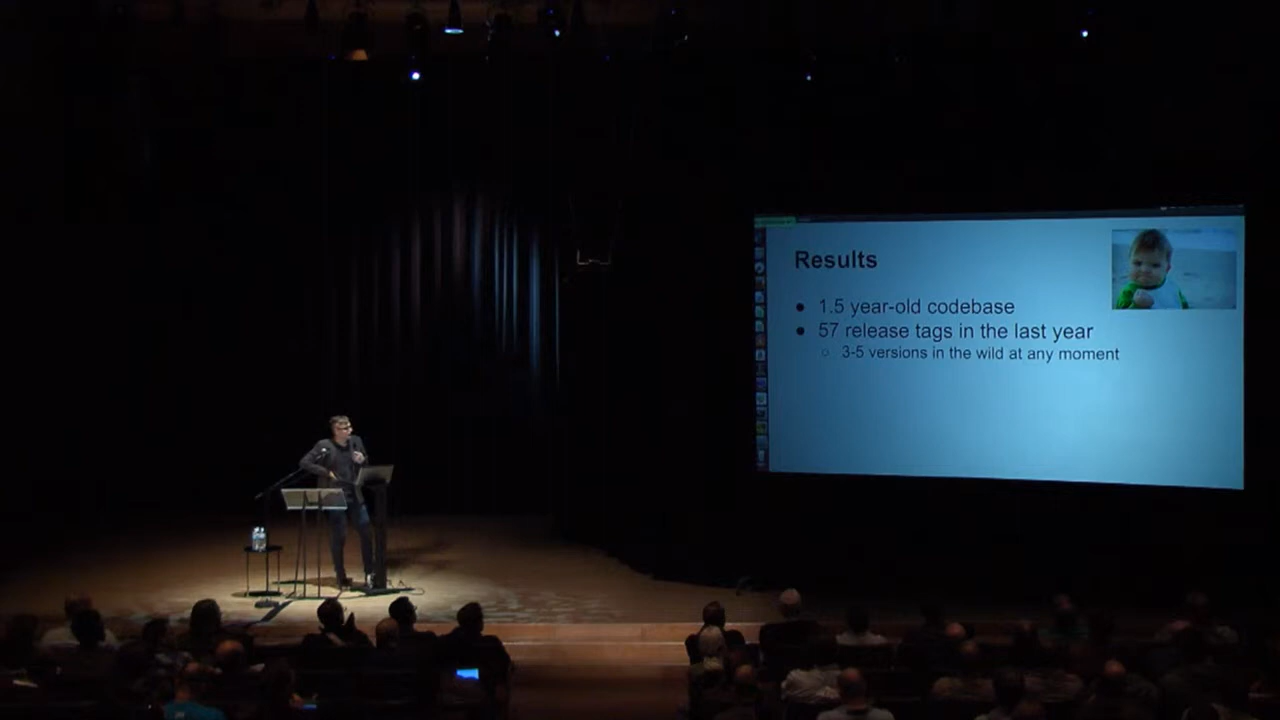 Results
1.5 year-old codebase
57 release tags in the last year
3-5 versions in the wild at any moment